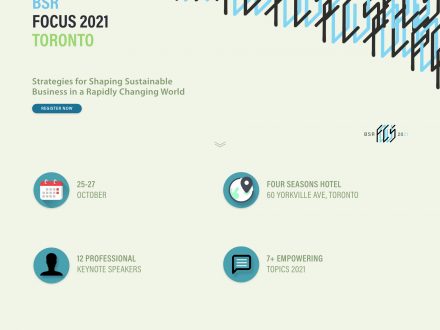 BSR
FOCUS 2021
TORONTO
Strategies for Shaping Sustainable
Business in a Rapidly Changing World
REGISTER NOW
BSR FCS 2021
25-27
OCTOBER
FOUR SEASONS HOTEL
60 YORKVILLE AVE, TORONTO
12 PROFESSIONAL
KEYNOTE SPEAKERS
7+ EMPOWERING
TOPICS 2021